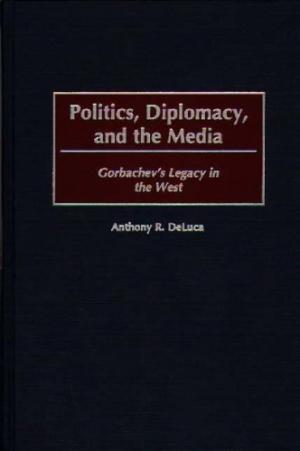 Politics, Diplomacy,
and the Media
Gorbachev's Legacy in
the West
Anthony R. DeLuca